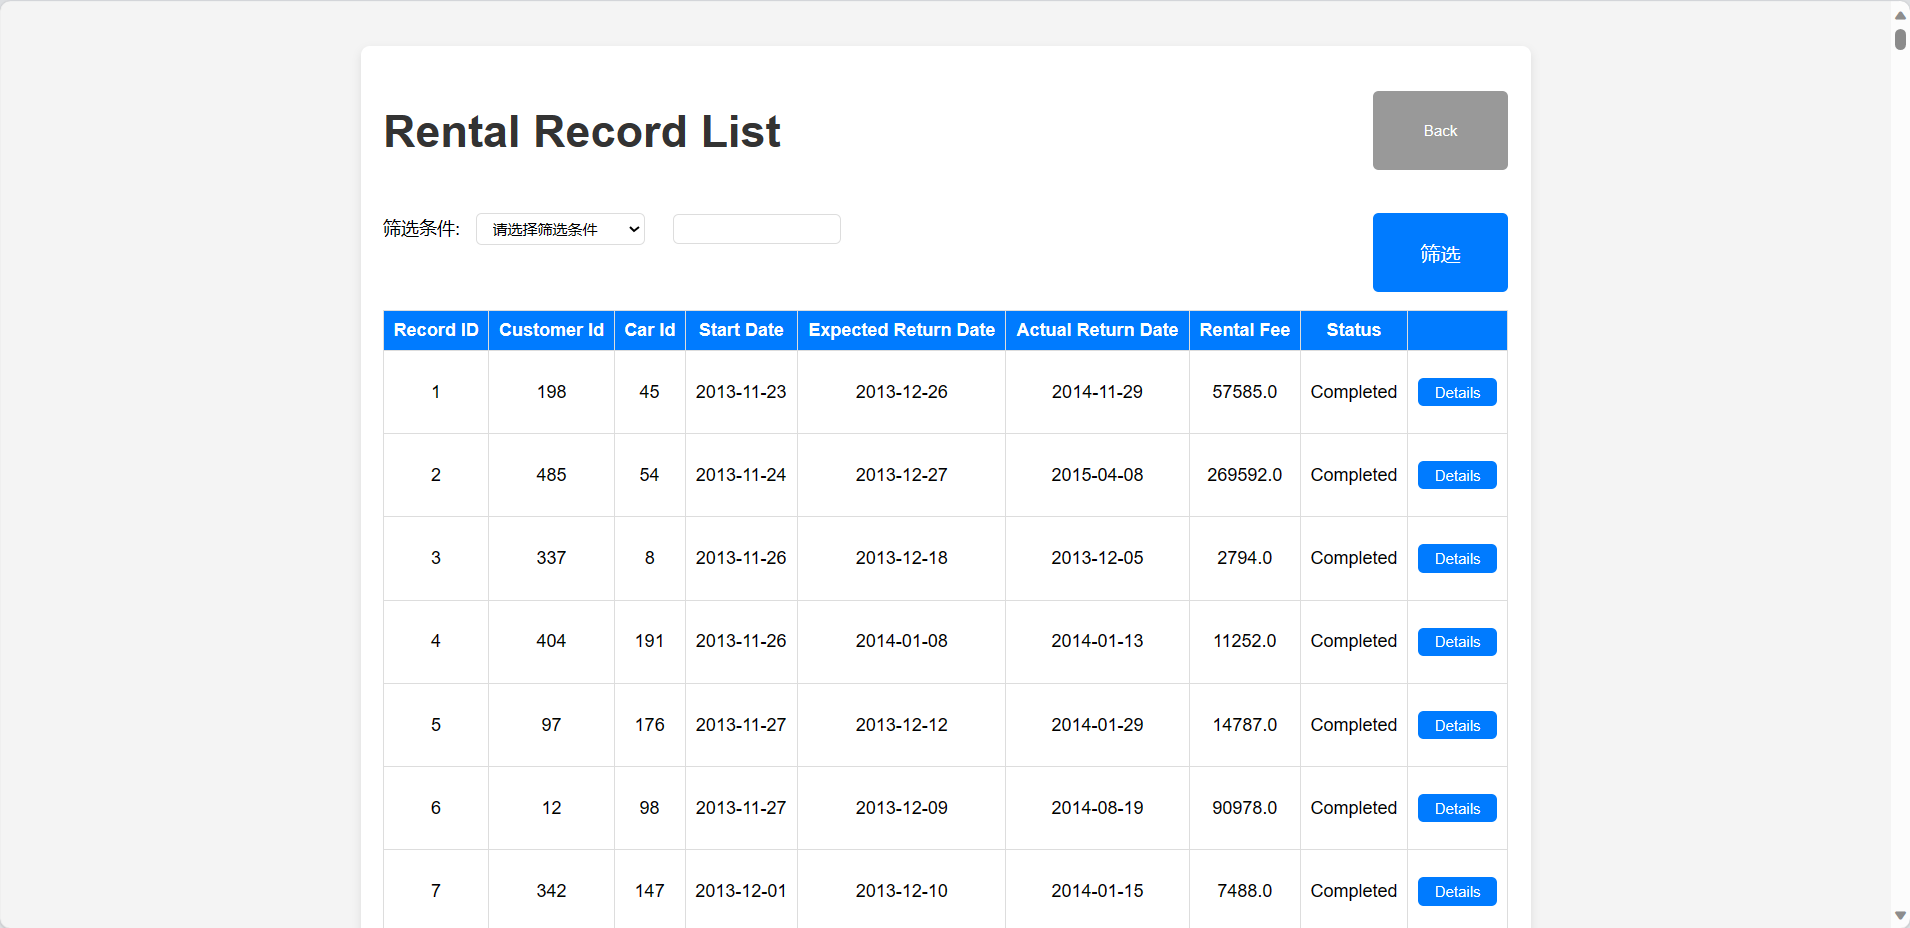 Rental Record List
Back
筛选条件: 请选择筛选条件
筛选
Record ID Customer Id Car Id Start Date Expected Return Date Actual Return Date Rental Fee Status
1 198 45 2013-11-23 2013-12-26 2014-11-29 57585.0 Completed Details
2 485 54 2013-11-24 2013-12-27 2015-04-08 269592.0 Completed Details
3 337 8 2013-11-26 2013-12-18 2013-12-05 2794.0 Completed Details
4 404 191 2013-11-26 2014-01-08 2014-01-13 11252.0 Completed Details
5 97 176 2013-11-27 2013-12-12 2014-01-29 14787.0 Completed Details
6 12 98 2013-11-27 2013-12-09 2014-08-19 90978.0 Completed Details
7 342 147 2013-12-01 2013-12-10 2014-01-15 7488.0 Completed Details